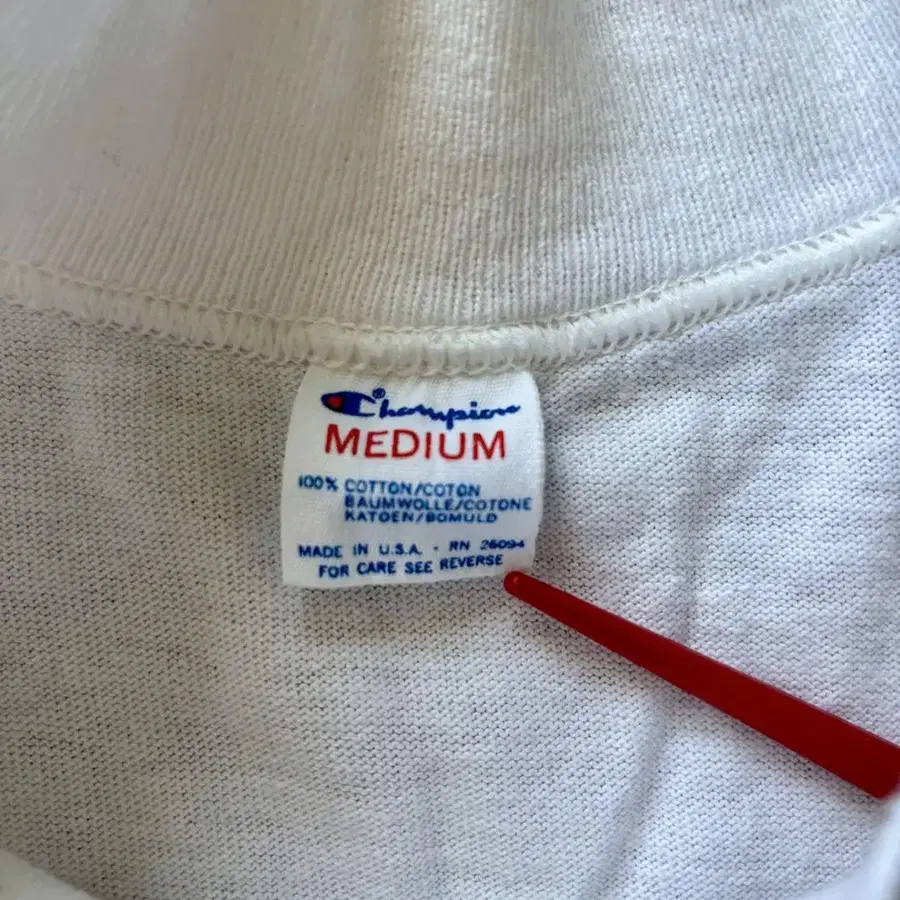 Champion®
MEDIUM
100% COTTON/COTON
BAUMWOLLE/COTONE
KATOEN/BOMULD
MADE IN U.S.A. - RN 26094
FOR CARE SEE REVERSE